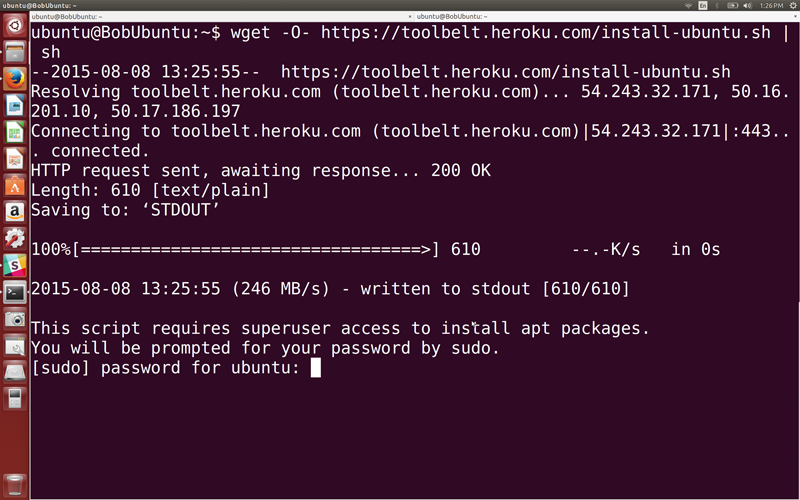 ubuntu@BobUbuntu: ~
En
1:26 PM
ubuntu@BobUbuntu: ~
ubuntu@BobUbuntu: ~
ubuntu@BobUbuntu:~$ wget -O- https://toolbelt.heroku.com/install-ubuntu.sh |
sh
--2015-08-08 13:25:55--  https://toolbelt.heroku.com/install-ubuntu.sh
Resolving toolbelt.heroku.com (toolbelt.heroku.com)... 54.243.32.171, 50.16.
201.10, 50.17.186.197
Connecting to toolbelt.heroku.com (toolbelt.heroku.com)|54.243.32.171|:443..
. connected.
HTTP request sent, awaiting response... 200 OK
Length: 610 [text/plain]
Saving to: ‘STDOUT’
100%[==================================>] 610         --.-K/s   in 0s
2015-08-08 13:25:55 (246 MB/s) - written to stdout [610/610]
This script requires superuser access to install apt packages.
You will be prompted for your password by sudo.
[sudo] password for ubuntu: